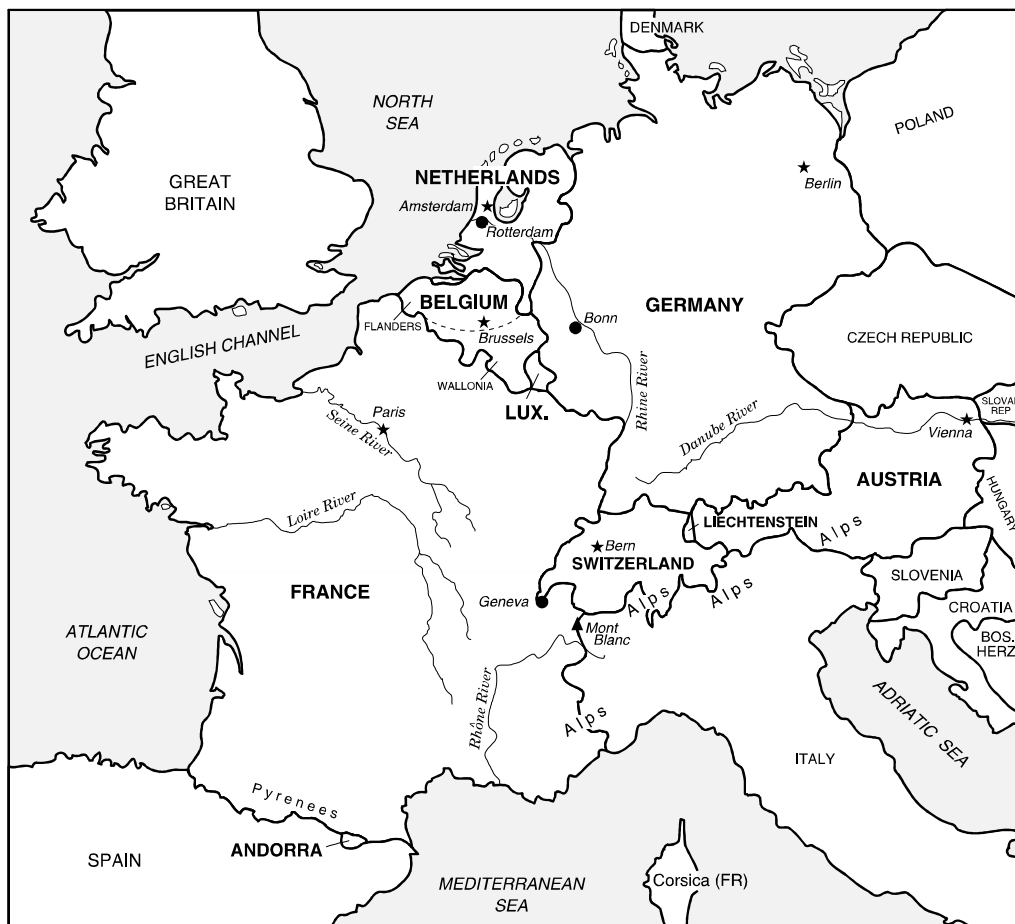 DENMARK
NORTH
SEA
POLAND
GREAT
BRITAIN
NETHERLANDS
Berlin
Amsterdam
Rotterdam
BELGIUM
GERMANY
FLANDERS
Bonn
ENGLISH CHANNEL
Brussels
CZECH REPUBLIC
WALLONIA
Rhine River
LUX.
SLOVAK
REP
Paris
Seine River
Danube River
Vienna
AUSTRIA
HUNGARY
Loire River
LIECHTENSTEIN
Alps
Bern
SWITZERLAND
SLOVENIA
FRANCE
Geneva
Alps
Alps
CROATIA
Mont
Blanc
BOS.
HERZ
ATLANTIC
OCEAN
Rhône River
Alps
ADRIATIC SEA
ITALY
Pyrenees
ANDORRA
SPAIN
MEDITERRANEAN
SEA
Corsica (FR)